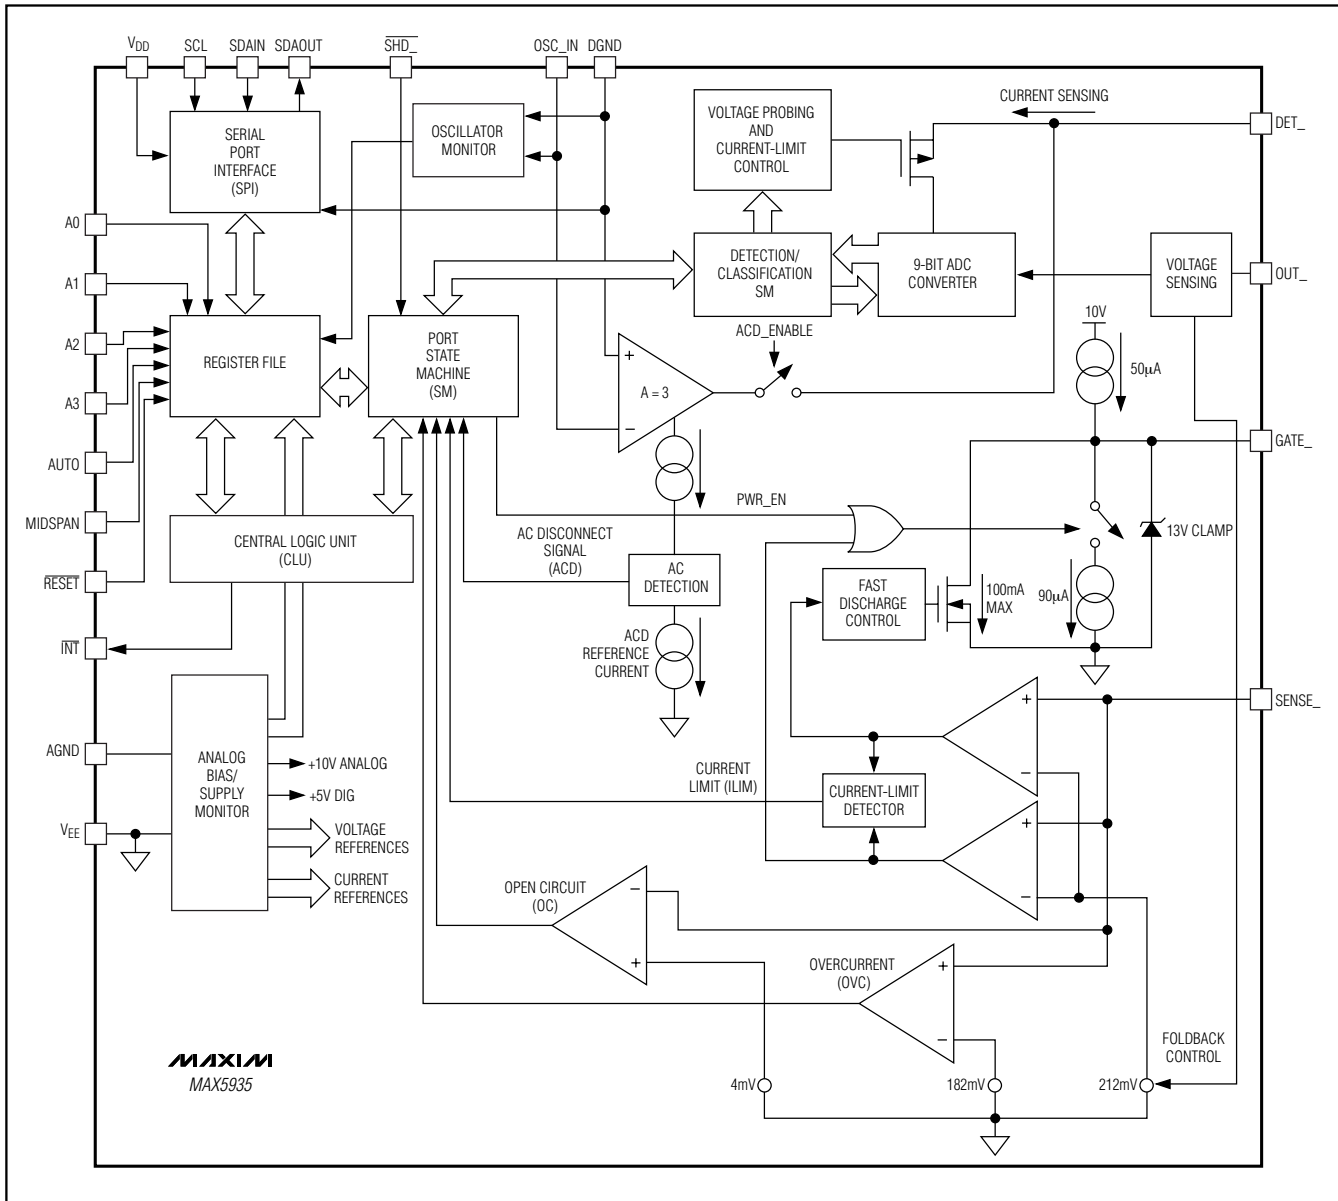 VDD
SCL
SDAIN
SDAOUT
SHD_
OSC_IN
DGND
SERIAL
PORT
INTERFACE
(SPI)
OSCILLATOR
MONITOR
VOLTAGE PROBING
AND
CURRENT-LIMIT
CONTROL
CURRENT SENSING
DET_
A0
A1
A2
A3
AUTO
MIDSPAN
RESET
INT
AGND
VEE
REGISTER FILE
PORT
STATE
MACHINE
(SM)
DETECTION/
CLASSIFICATION
SM
9-BIT ADC
CONVERTER
VOLTAGE
SENSING
OUT_
ACD_ENABLE
+
A = 3
−
10V
50µA
GATE_
CENTRAL LOGIC UNIT
(CLU)
PWR_EN
AC DISCONNECT
SIGNAL
(ACD)
AC
DETECTION
ACD
REFERENCE
CURRENT
FAST
DISCHARGE
CONTROL
100mA
MAX
90µA
13V CLAMP
SENSE_
ANALOG
BIAS/
SUPPLY
MONITOR
+10V ANALOG
+5V DIG
VOLTAGE
REFERENCES
CURRENT
REFERENCES
CURRENT
LIMIT (ILIM)
CURRENT-LIMIT
DETECTOR
+
−
+
−
OPEN CIRCUIT
(OC)
−
+
OVERCURRENT
(OVC)
+
−
FOLDBACK
CONTROL
4mV
182mV
212mV
MAXIM
MAX5935